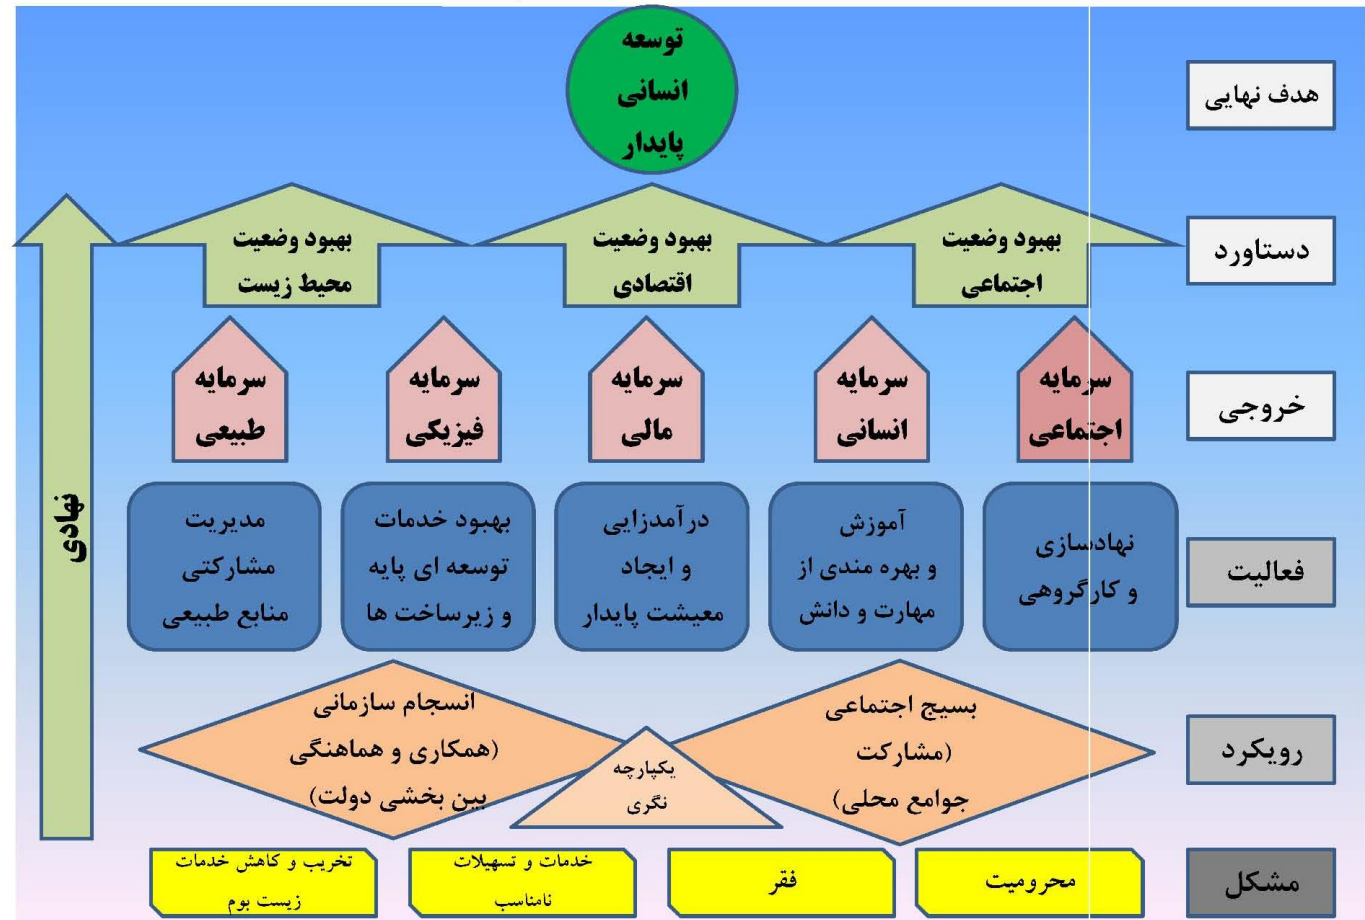 توسعه
انسانی
پایدار
هدف نهایی
بهبود وضعیت
اجتماعی
بهبود وضعیت
اقتصادی
بهبود وضعیت
محیط زیست
دستاورد
سرمایه
اجتماعی
سرمایه
انسانی
سرمایه
مالی
سرمایه
فیزیکی
سرمایه
طبیعی
خروجی
نهادی
نهادسازی
و کارگروهی
آموزش
و بهره مندی از
مهارت و دانش
درآمدزایی
و ایجاد
معیشت پایدار
بهبود خدمات
توسعه ای پایه
و زیرساخت ها
مدیریت
مشارکتی
منابع طبیعی
فعالیت
بسیج اجتماعی
(مشارکت
جوامع محلی)
یکپارچه
نگری
انسجام سازمانی
(همکاری و هماهنگی
بین بخشی دولت)
رویکرد
محرومیت
فقر
خدمات و تسهیلات
نامناسب
تخریب و کاهش خدمات
زیست بوم
مشکل